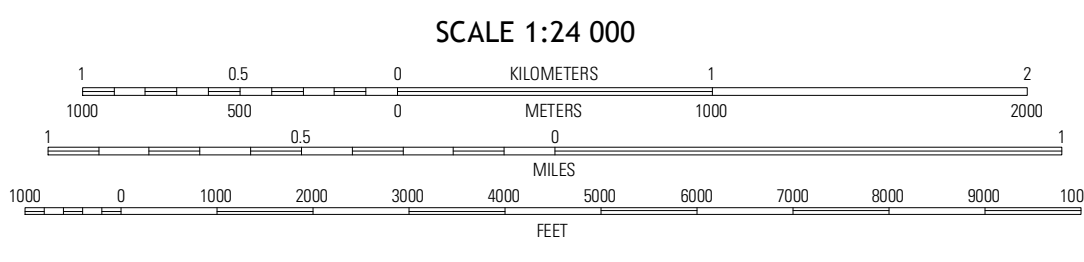 SCALE 1:24 000
1 0.5 0 KILOMETERS 1 2
1000 500 0 METERS 1000 2000
1 0.5 0 1
MILES
1000 0 1000 2000 3000 4000 5000 6000 7000 8000 9000 100
FEET